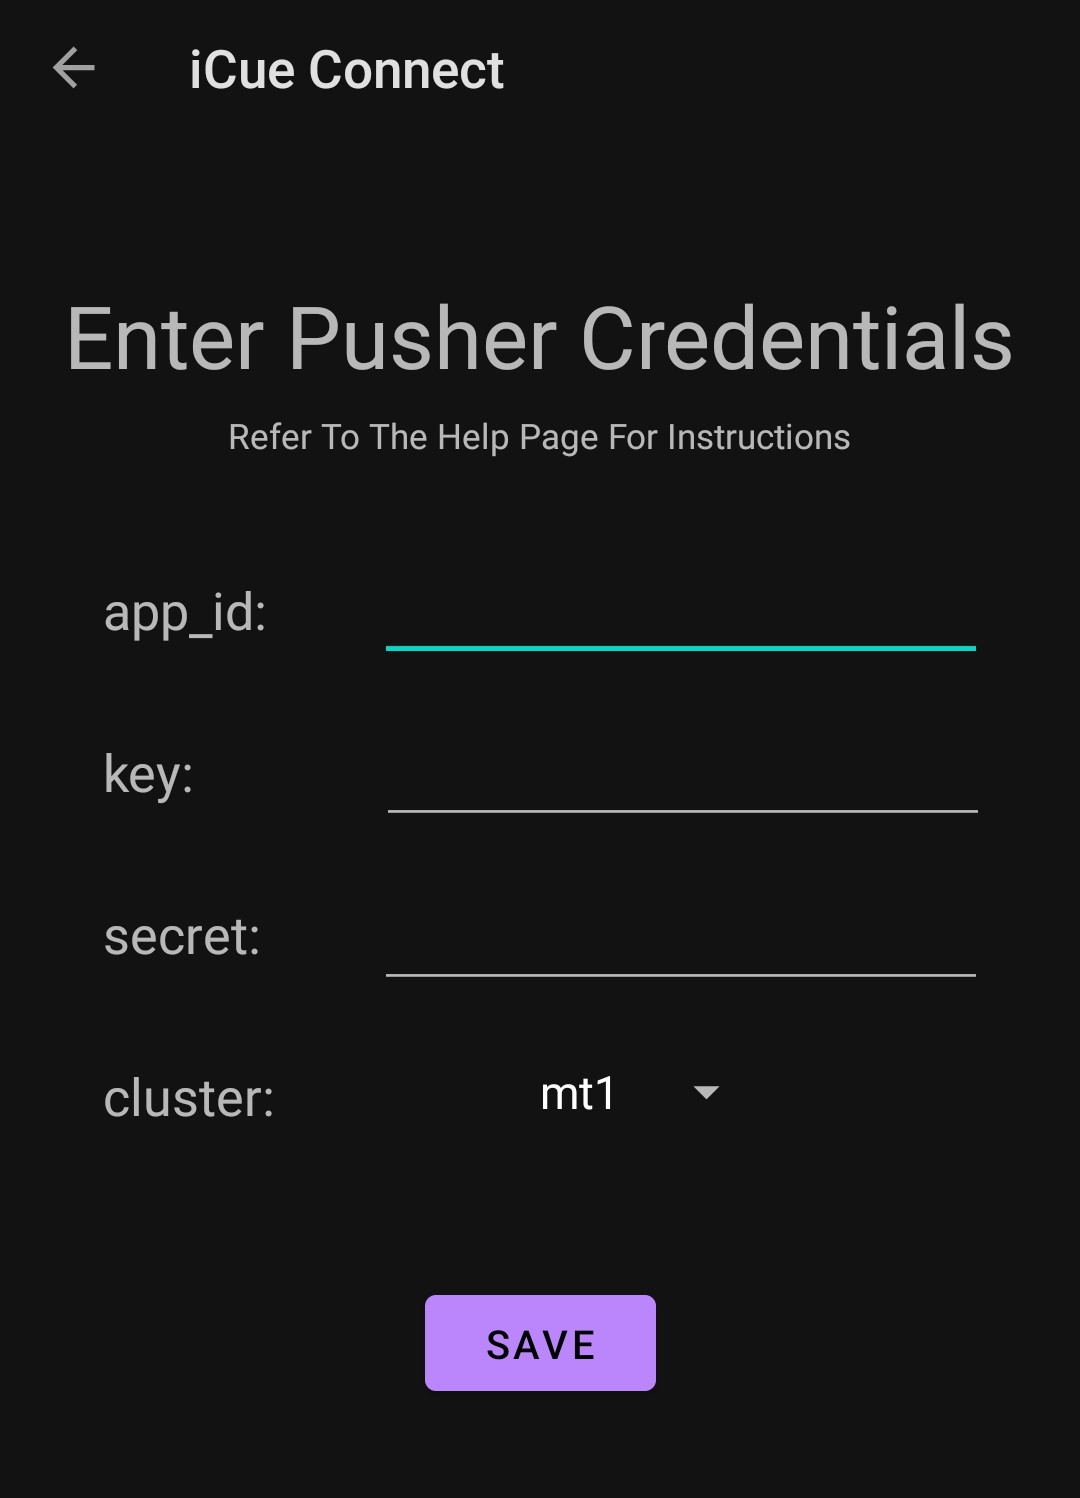 iCue Connect
Enter Pusher Credentials
Refer To The Help Page For Instructions
app_id:
key:
secret:
cluster: mt1
SAVE